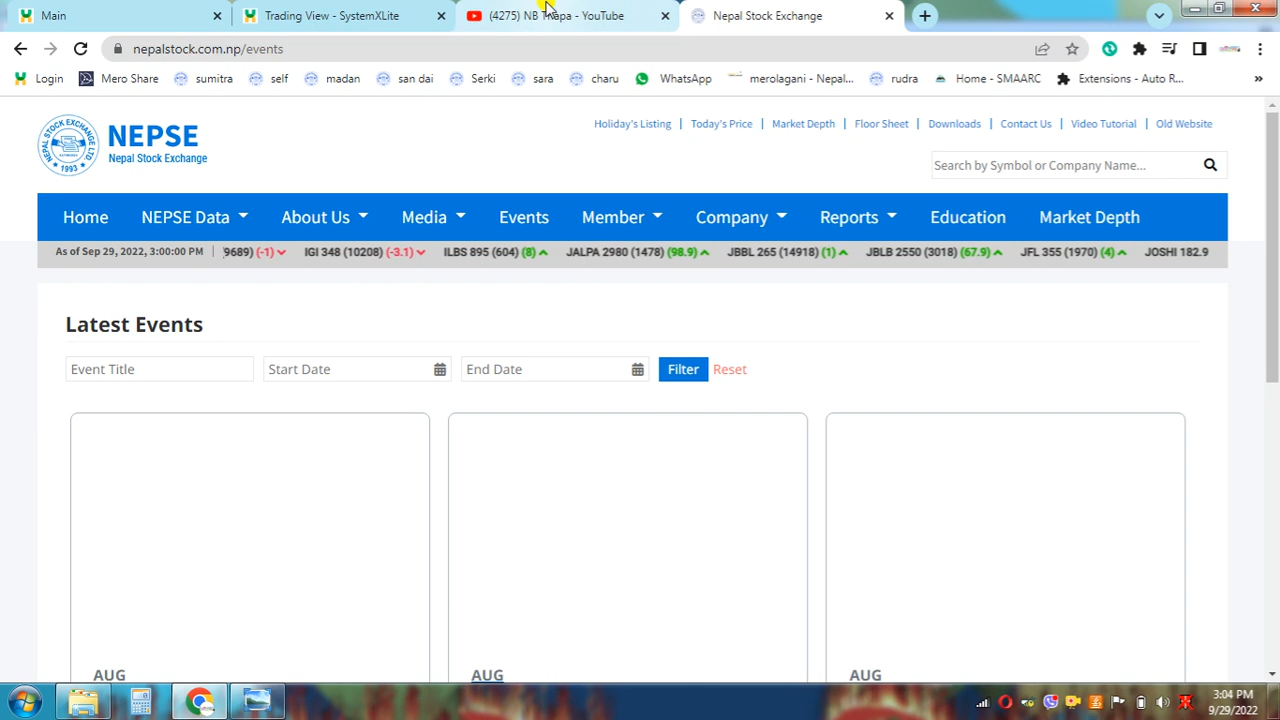 Main
Trading View - SystemXLite
(4275) NB Thapa - YouTube
Nepal Stock Exchange
nepalstock.com.np/events
Login
Mero Share
sumitra
self
madan
san dai
Serki
sara
charu
WhatsApp
merolagani - Nepal...
rudra
Home - SMAARC
Extensions - Auto R...
»
NEPAL STOCK EXCHANGE LTD
1993
NEPSE
Nepal Stock Exchange
Holiday's Listing | Today's Price | Market Depth | Floor Sheet | Downloads | Contact Us | Video Tutorial | Old Website
Search by Symbol or Company Name...
Home NEPSE Data About Us Media Events Member Company Reports Education Market Depth
As of Sep 29, 2022, 3:00:00 PM | 9689) (-1) IGI 348 (10208) (-3.1) ILBS 895 (604) (8) JALPA 2980 (1478) (98.9) JBBL 265 (14918) (1) JBLB 2550 (3018) (67.9) JFL 355 (1970) (4) JOSHI 182.9
Latest Events
Event Title
Start Date
End Date
Filter
Reset
AUG
AUG
AUG
3:04 PM
9/29/2022